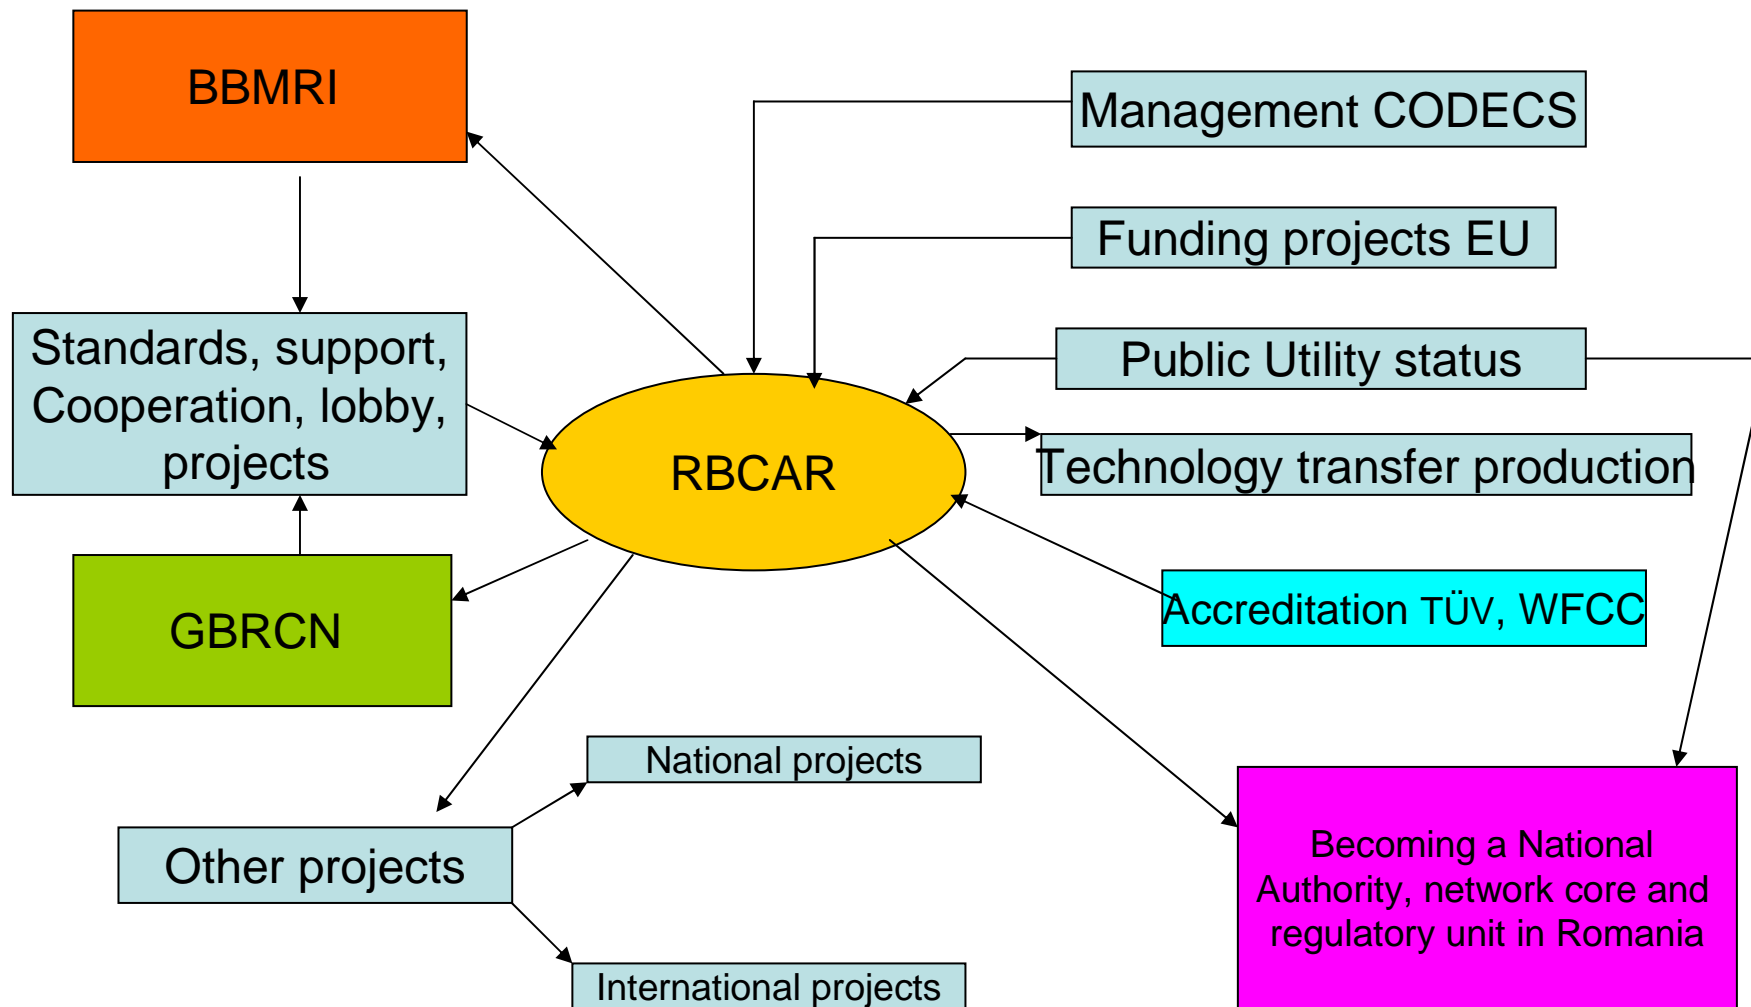 BBMRI
Management CODECS
Funding projects EU
Standards, support,
Cooperation, lobby,
projects
Public Utility status
RBCAR
Technology transfer production
GBRCN
Accreditation TÜV, WFCC
National projects
Other projects
International projects
Becoming a National
Authority, network core and
regulatory unit in Romania